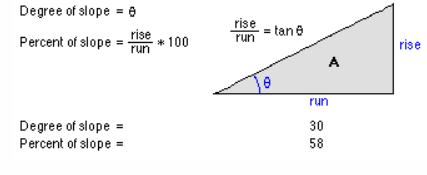 Degree of slope = θ
Percent of slope = rise/run * 100
rise/run = tan θ
rise
A
θ
run
Degree of slope = 30
Percent of slope = 58